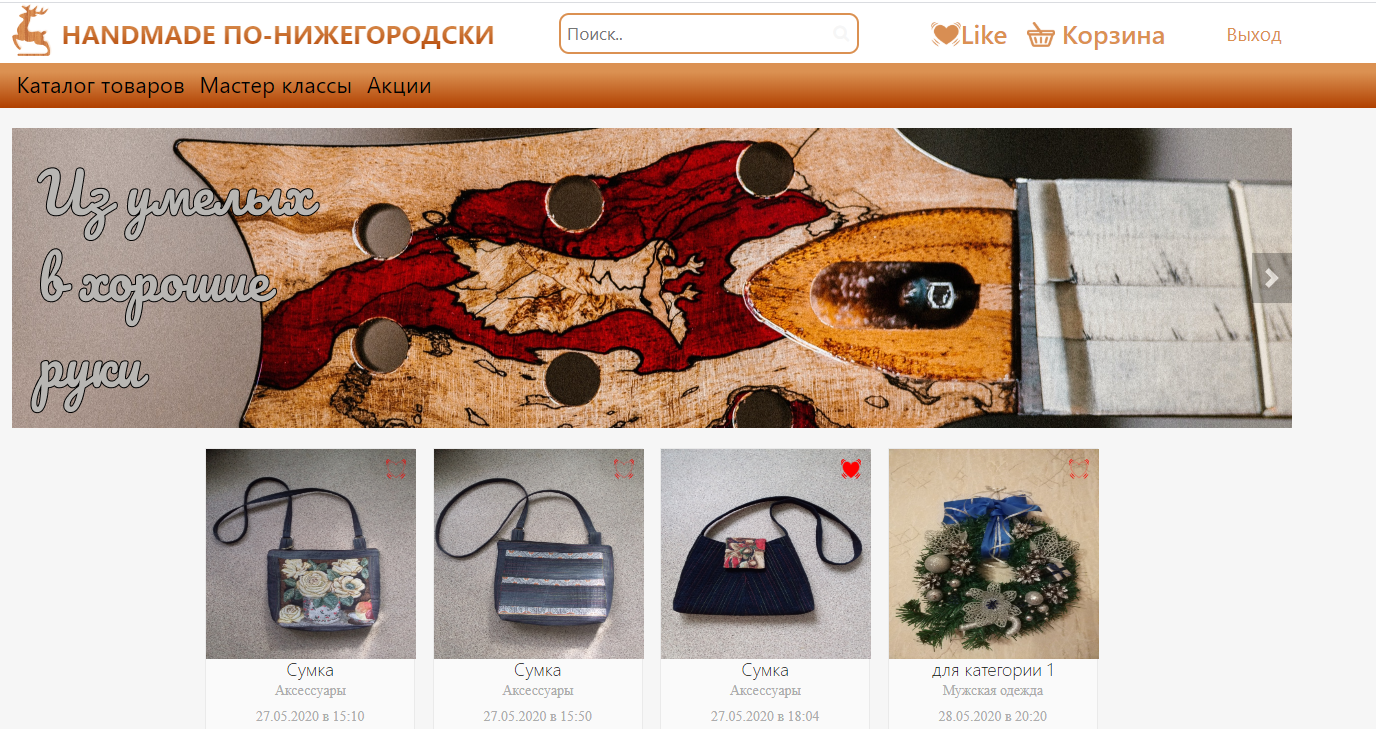 HANDMADE ПО-НИЖЕГОРОДСКИ
Поиск..
Like
Корзина
Выход
Каталог товаров Мастер классы Акции
Из умелых
в хорошие
руки
Сумка
Аксессуары
27.05.2020 в 15:10
Сумка
Аксессуары
27.05.2020 в 15:50
Сумка
Аксессуары
27.05.2020 в 18:04
для категории 1
Мужская одежда
28.05.2020 в 20:20